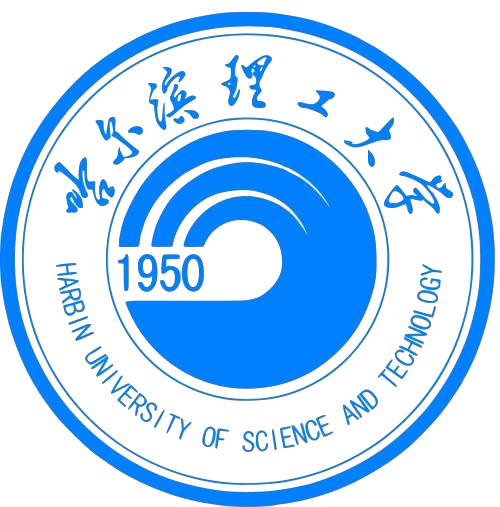 哈尔滨理工大学
1950
HARBIN UNIVERSITY OF SCIENCE AND TECHNOLOGY